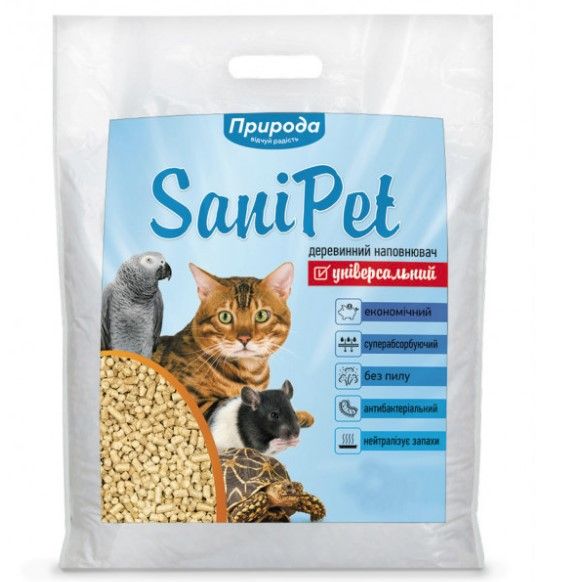 Природа
відчуй радість
SaniPet
деревинний наповнювач
універсальний
економічний
суперабсорбуючий
без пилу
антибактеріальний
нейтралізує запахи